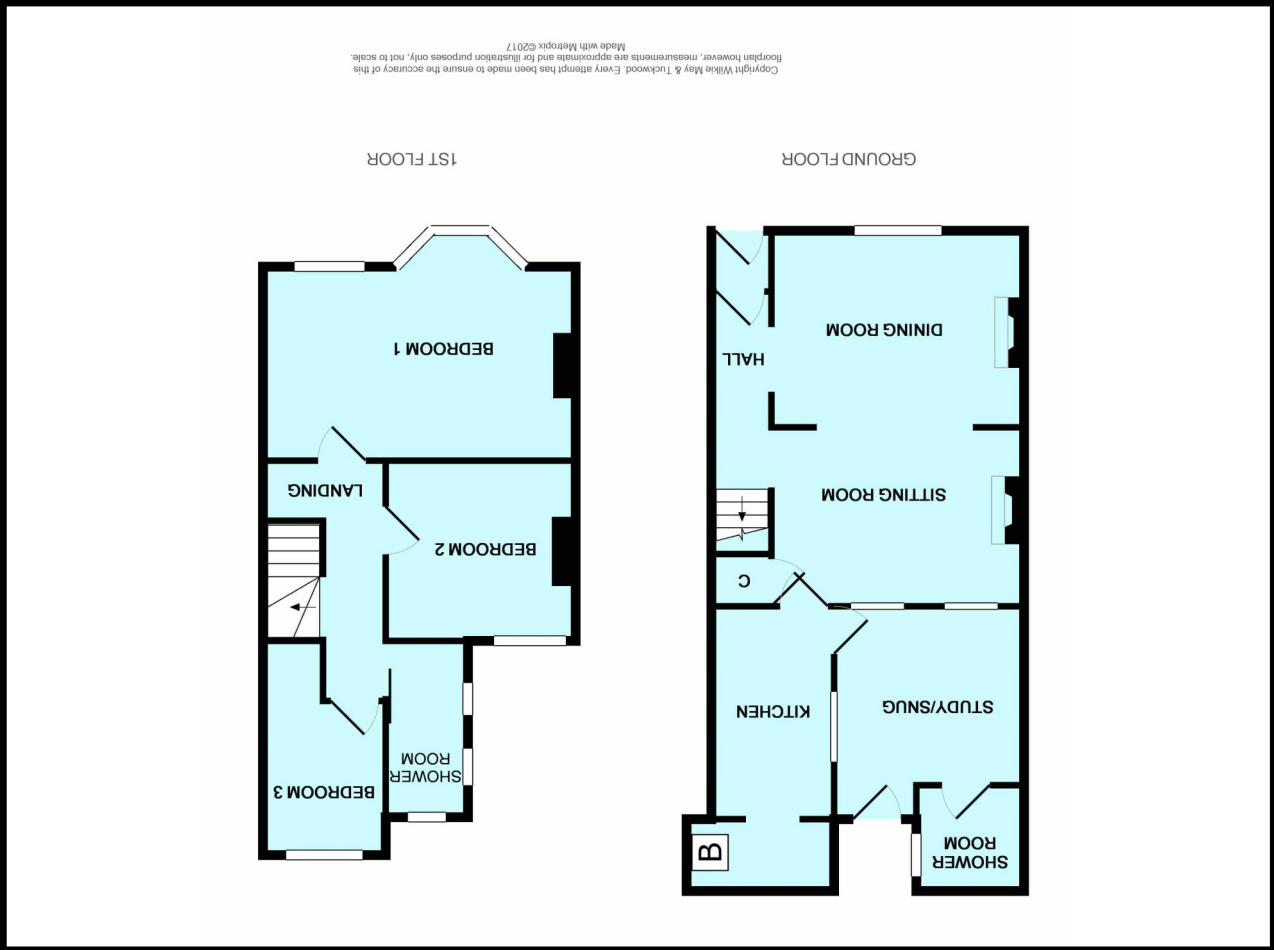 SHOWER
ROOM
B
STUDY/SNUG
KITCHEN
C
SITTING ROOM
HALL
DINING ROOM
GROUND FLOOR
BEDROOM 3
SHOWER
ROOM
BEDROOM 2
LANDING
BEDROOM 1
1ST FLOOR
Copyright Wilkie May & Tuckwood. Every attempt has been made to ensure the accuracy of this
floorplan however, measurements are approximate and for illustration purposes only, not to scale.
Made with Metropix ©2017